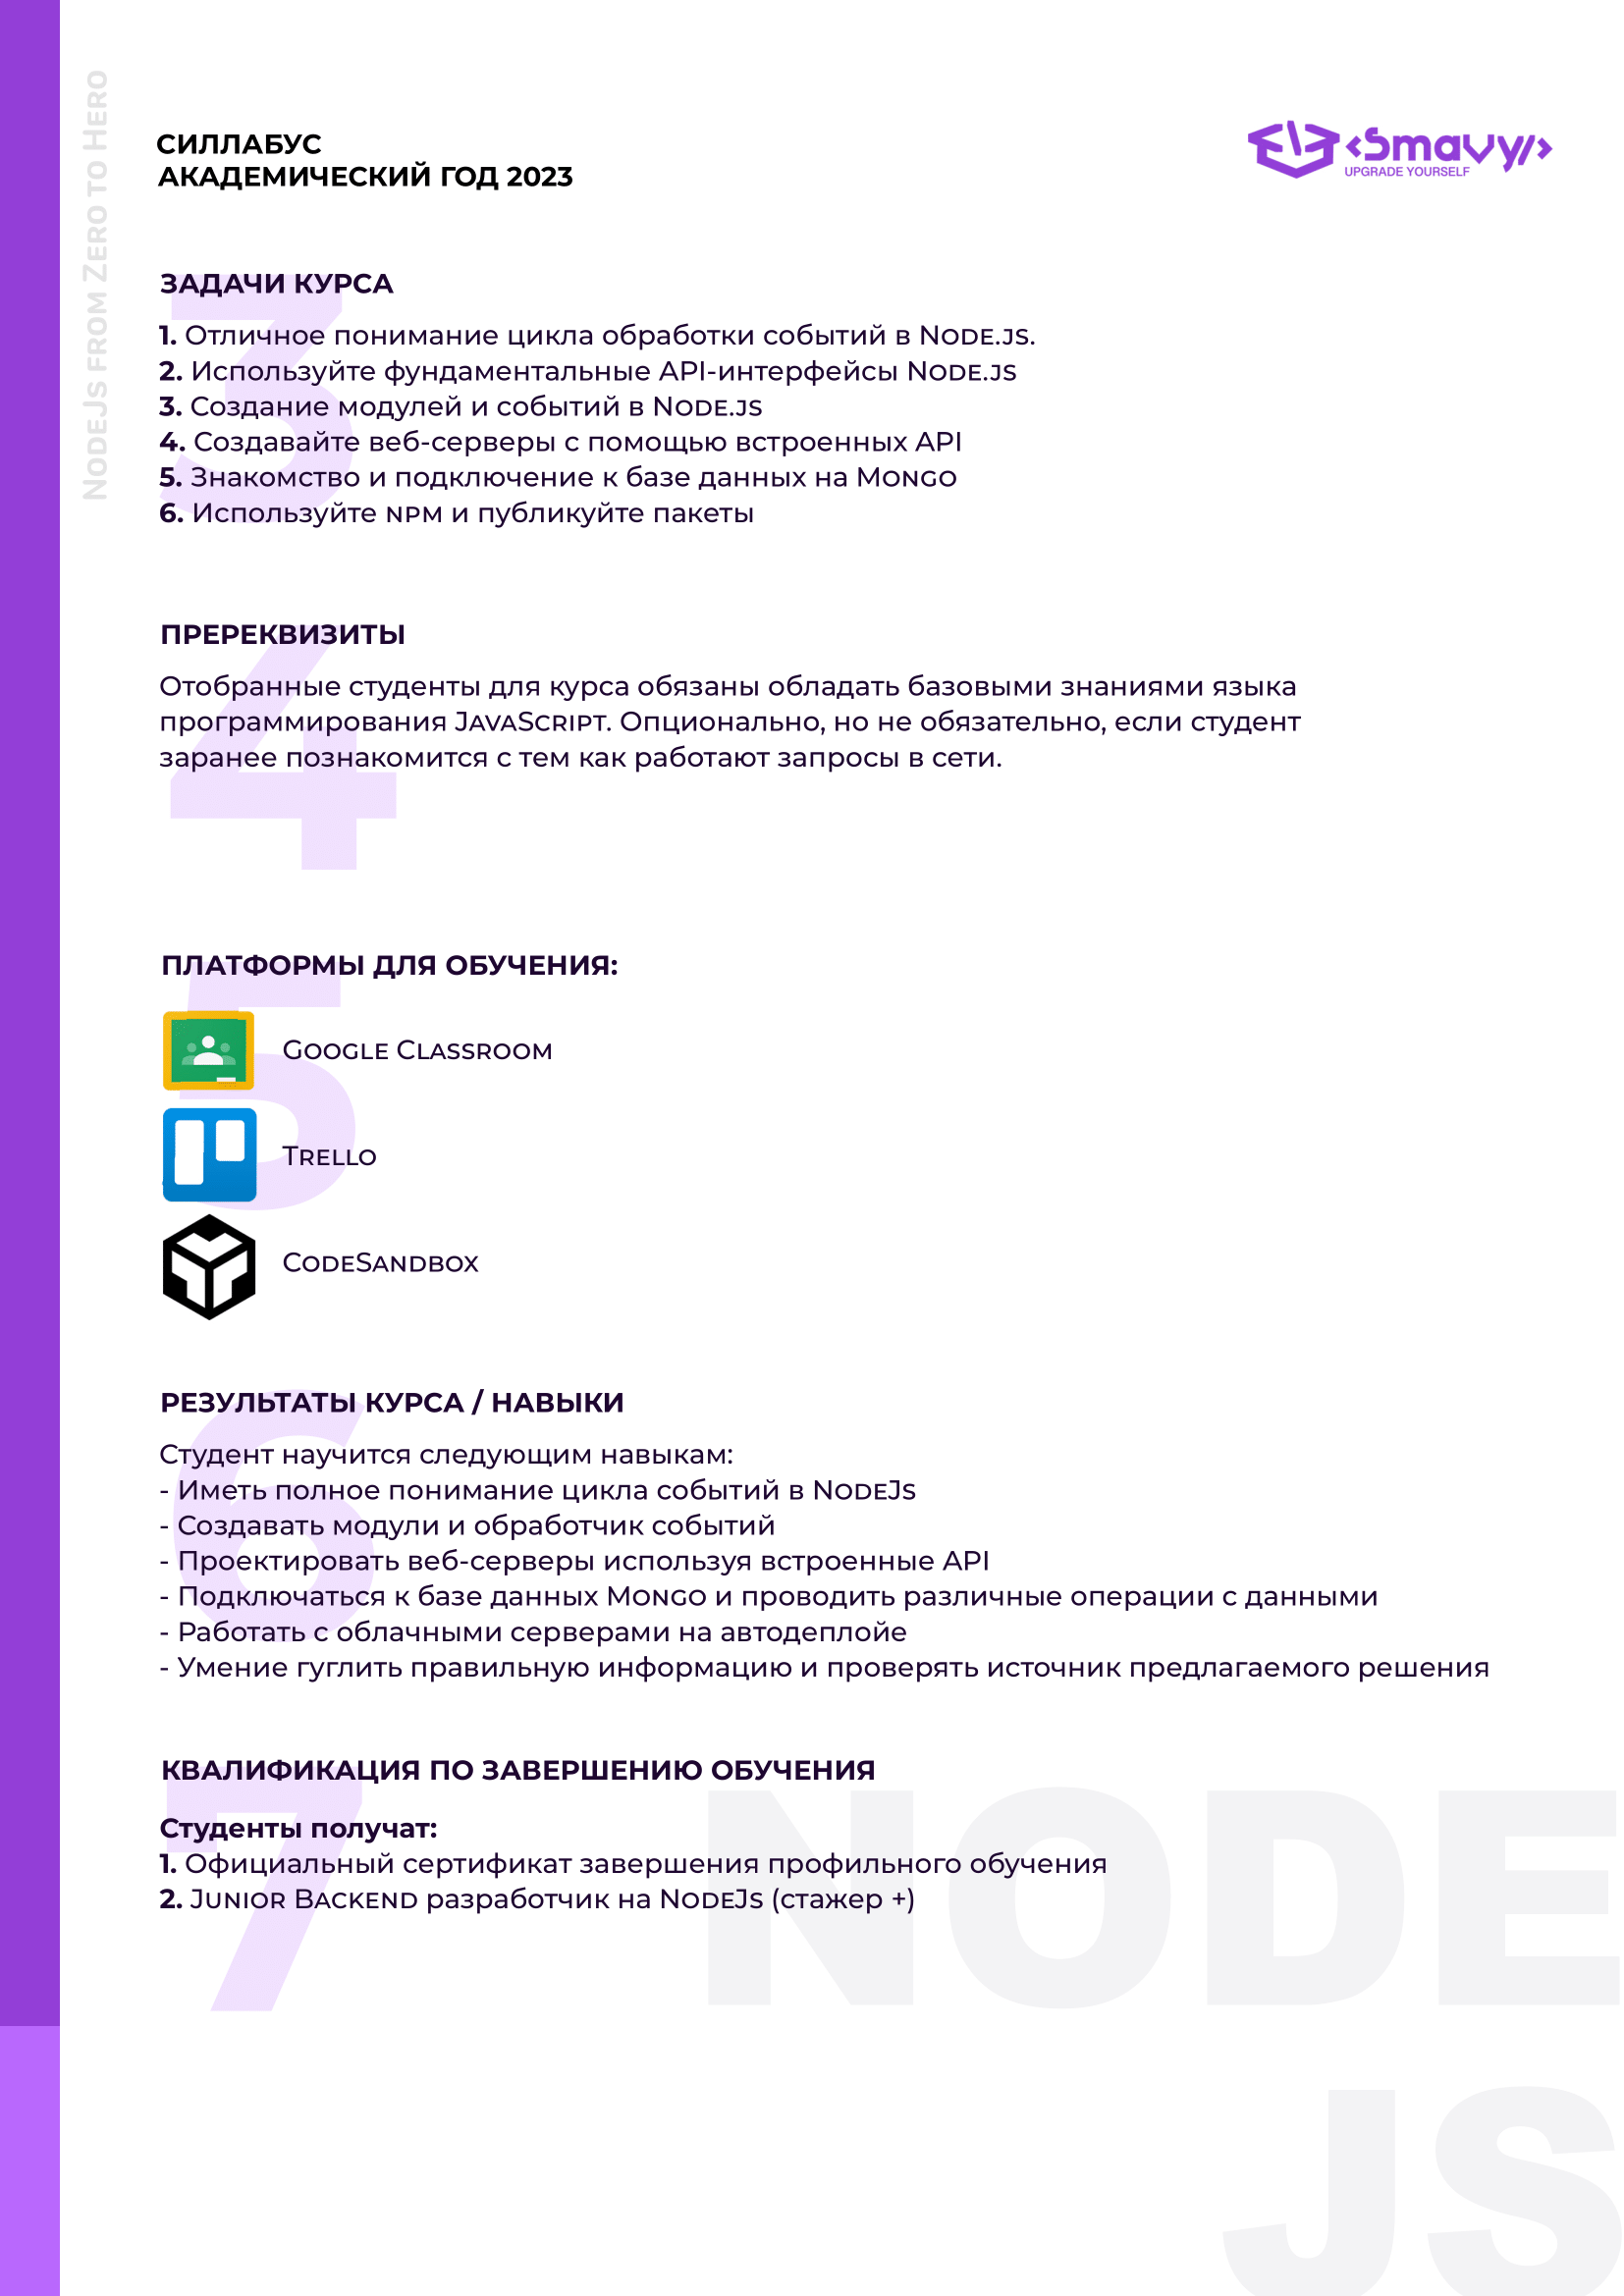 NodeJs from Zero to Hero
СИЛЛАБУС
АКАДЕМИЧЕСКИЙ ГОД 2023
<Smavy/>
UPGRADE YOURSELF
3
ЗАДАЧИ КУРСА
1. Отличное понимание цикла обработки событий в Node.js.
2. Используйте фундаментальные API-интерфейсы Node.js
3. Создание модулей и событий в Node.js
4. Создавайте веб-серверы с помощью встроенных API
5. Знакомство и подключение к базе данных на Mongo
6. Используйте npm и публикуйте пакеты
4
ПРЕРЕКВИЗИТЫ
Отобранные студенты для курса обязаны обладать базовыми знаниями языка
программирования JavaScript. Опционально, но не обязательно, если студент
заранее познакомится с тем как работают запросы в сети.
5
ПЛАТФОРМЫ ДЛЯ ОБУЧЕНИЯ:
Google Classroom
Trello
CodeSandbox
6
РЕЗУЛЬТАТЫ КУРСА / НАВЫКИ
Студент научится следующим навыкам:
- Иметь полное понимание цикла событий в NodeJs
- Создавать модули и обработчик событий
- Проектировать веб-серверы используя встроенные API
- Подключаться к базе данных Mongo и проводить различные операции с данными
- Работать с облачными серверами на автодеплойе
- Умение гуглить правильную информацию и проверять источник предлагаемого решения
7
КВАЛИФИКАЦИЯ ПО ЗАВЕРШЕНИЮ ОБУЧЕНИЯ
Студенты получат:
1. Официальный сертификат завершения профильного обучения
2. Junior Backend разработчик на NodeJs (стажер +)
NODE
JS